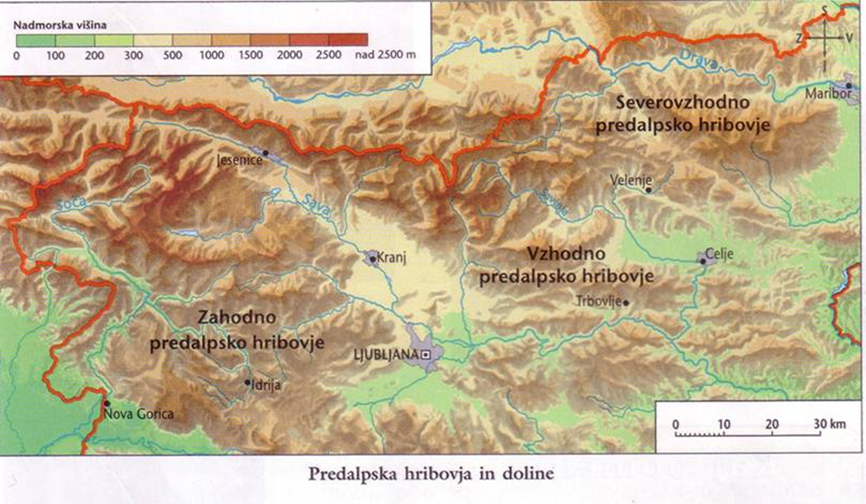 Nadmorska višina
0 100 200 300 500 1000 1500 2000 2500 nad 2500 m
S
Z V
Drava
Maribor
Severovzhodno
predalpsko hribovje
Jesenice
Velenje
Soča
Sava
Savinja
Kranj
Vzhodno
predalpsko hribovje
Celje
Trbovlje
Zahodno
predalpsko hribovje
LJUBLJANA
Idrija
Nova Gorica
0 10 20 30 km
Predalpska hribovja in doline